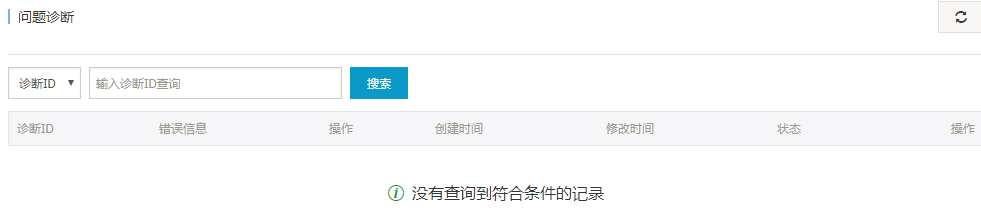 问题诊断
诊断ID 输入诊断ID查询 搜索
诊断ID 错误信息 操作 创建时间 修改时间 状态 操作
没有查询到符合条件的记录